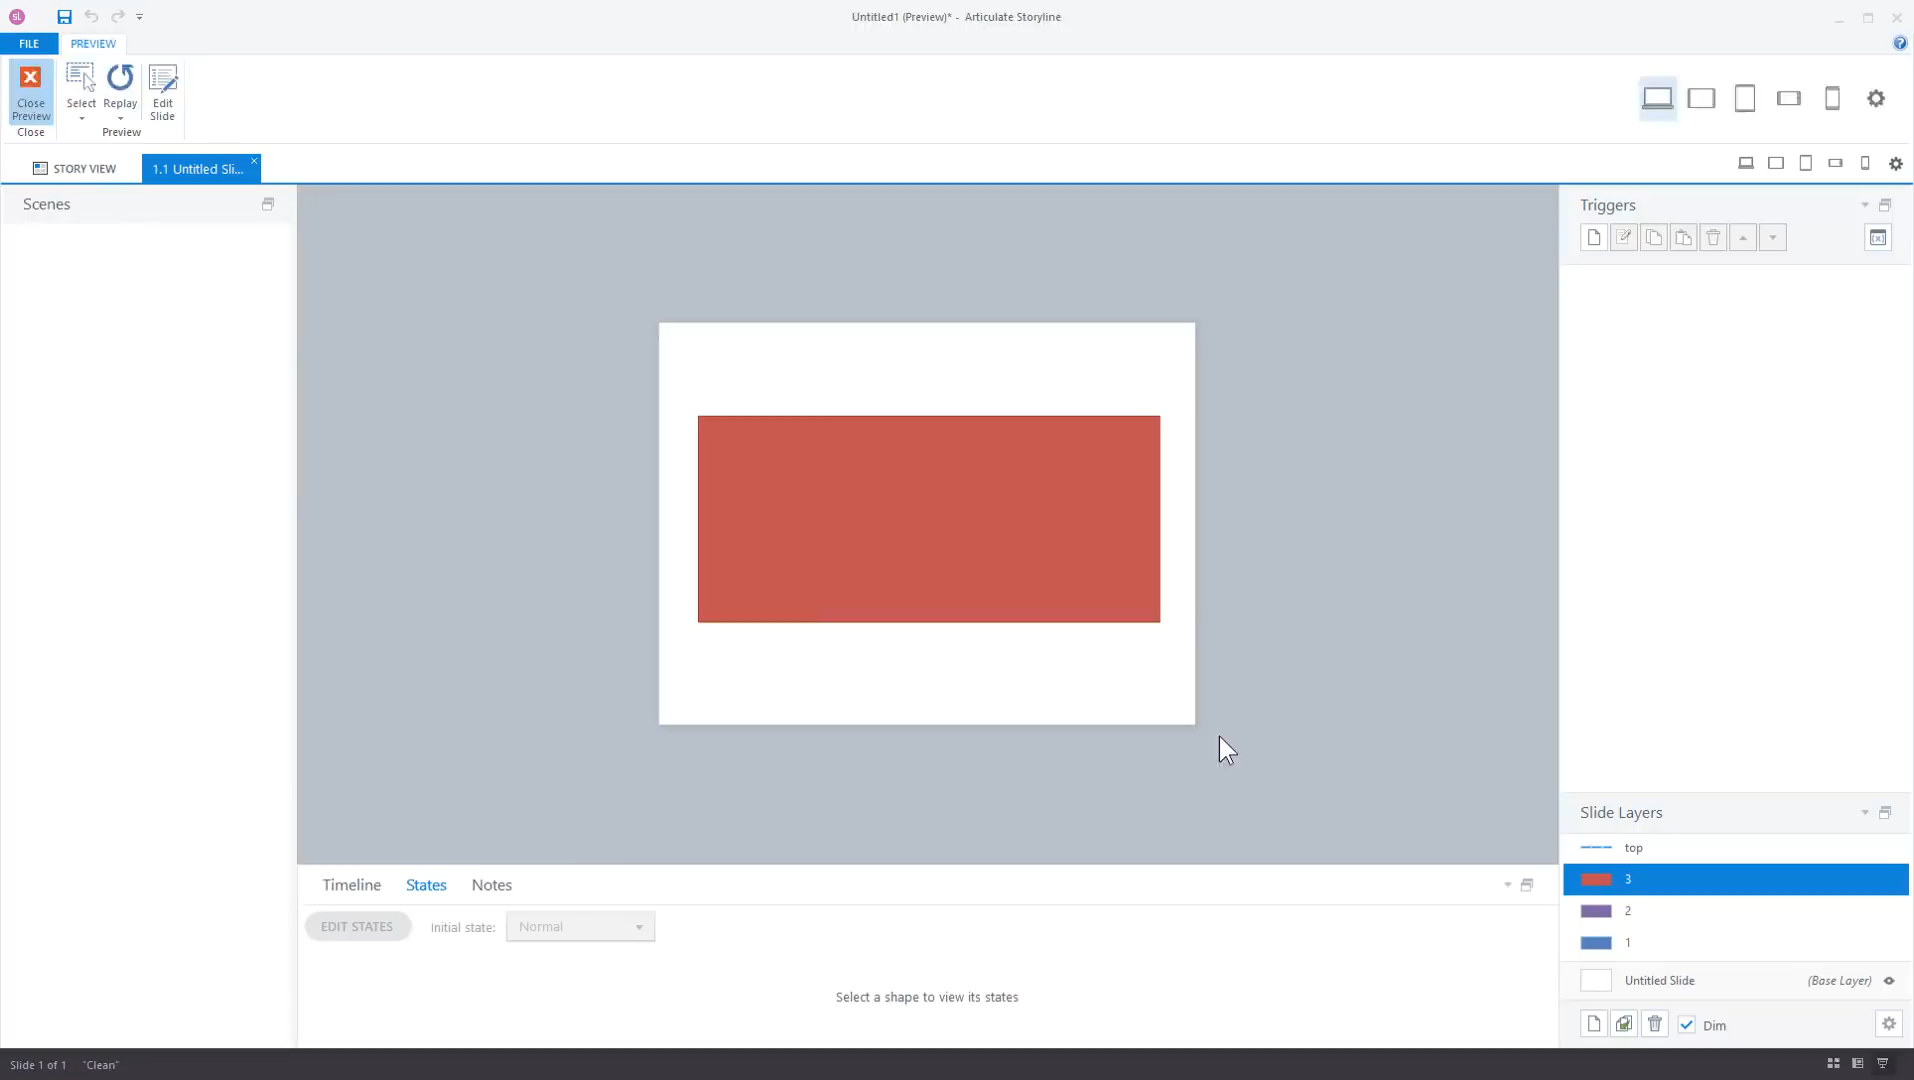 sl
Untitled1 (Preview)* - Articulate Storyline
FILE
PREVIEW
?
Close
Preview
Select
Replay
Edit
Slide
Close
Preview
STORY VIEW
1.1 Untitled Sli...
Scenes
Triggers
(x)
Slide Layers
top
3
2
1
Untitled Slide
(Base Layer)
Dim
Timeline
States
Notes
EDIT STATES
Initial state:
Normal
Select a shape to view its states
Slide 1 of 1
"Clean"